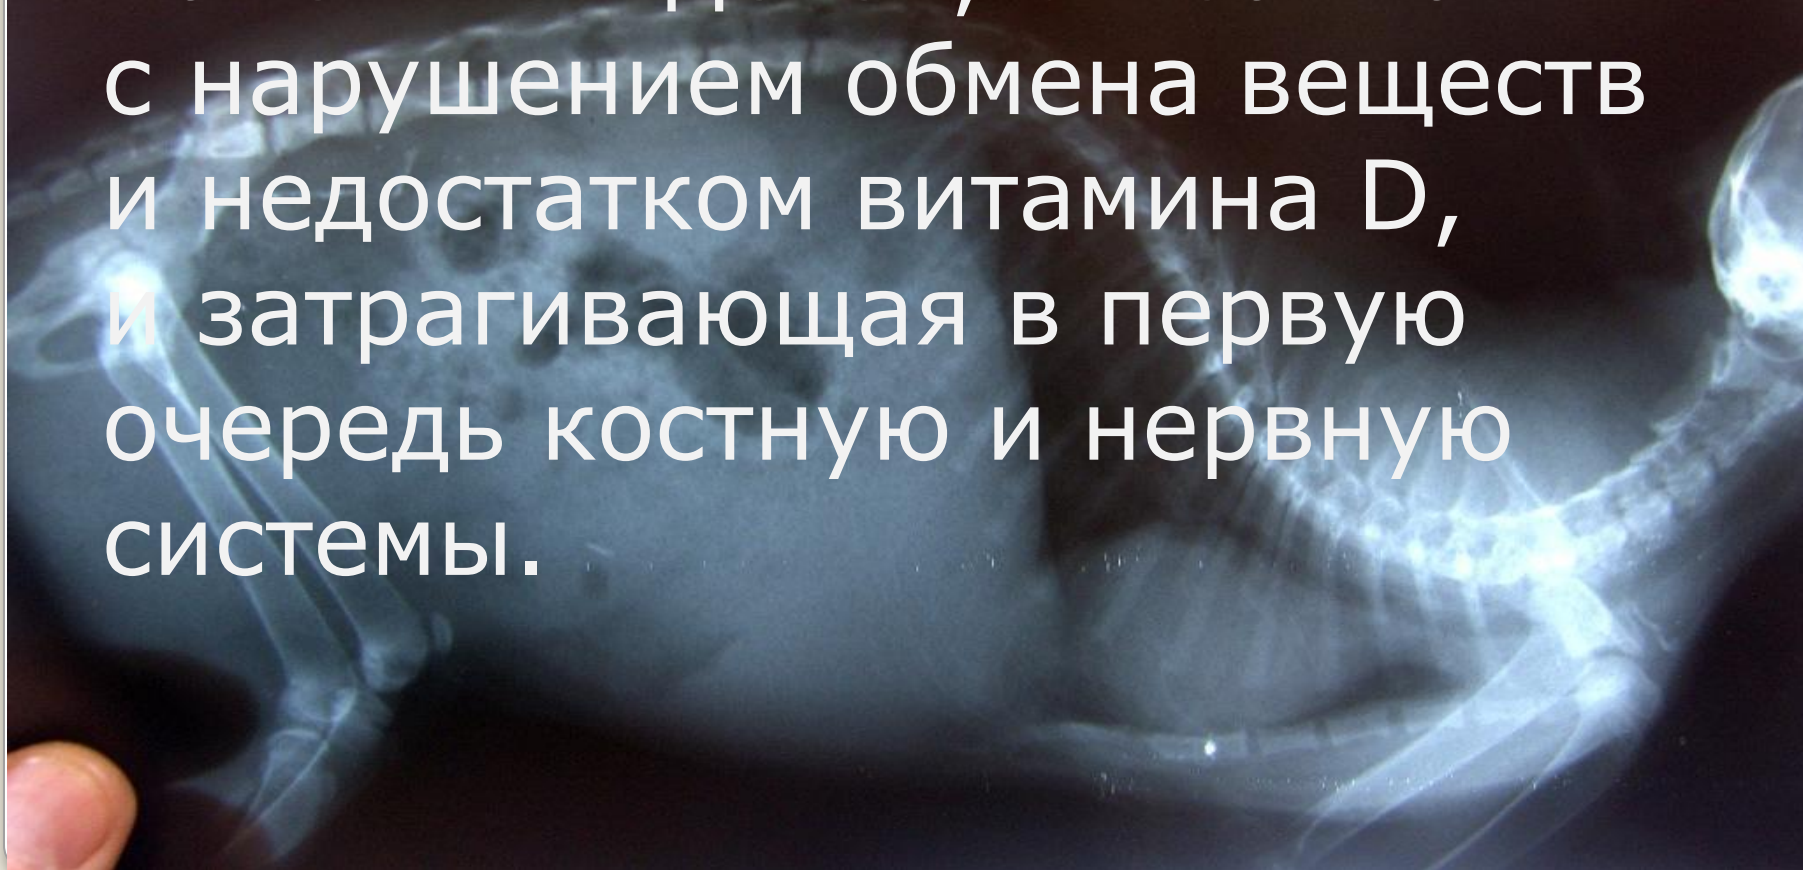 с нарушением обмена веществ
и недостатком витамина D,
и затрагивающая в первую
очередь костную и нервную
системы.